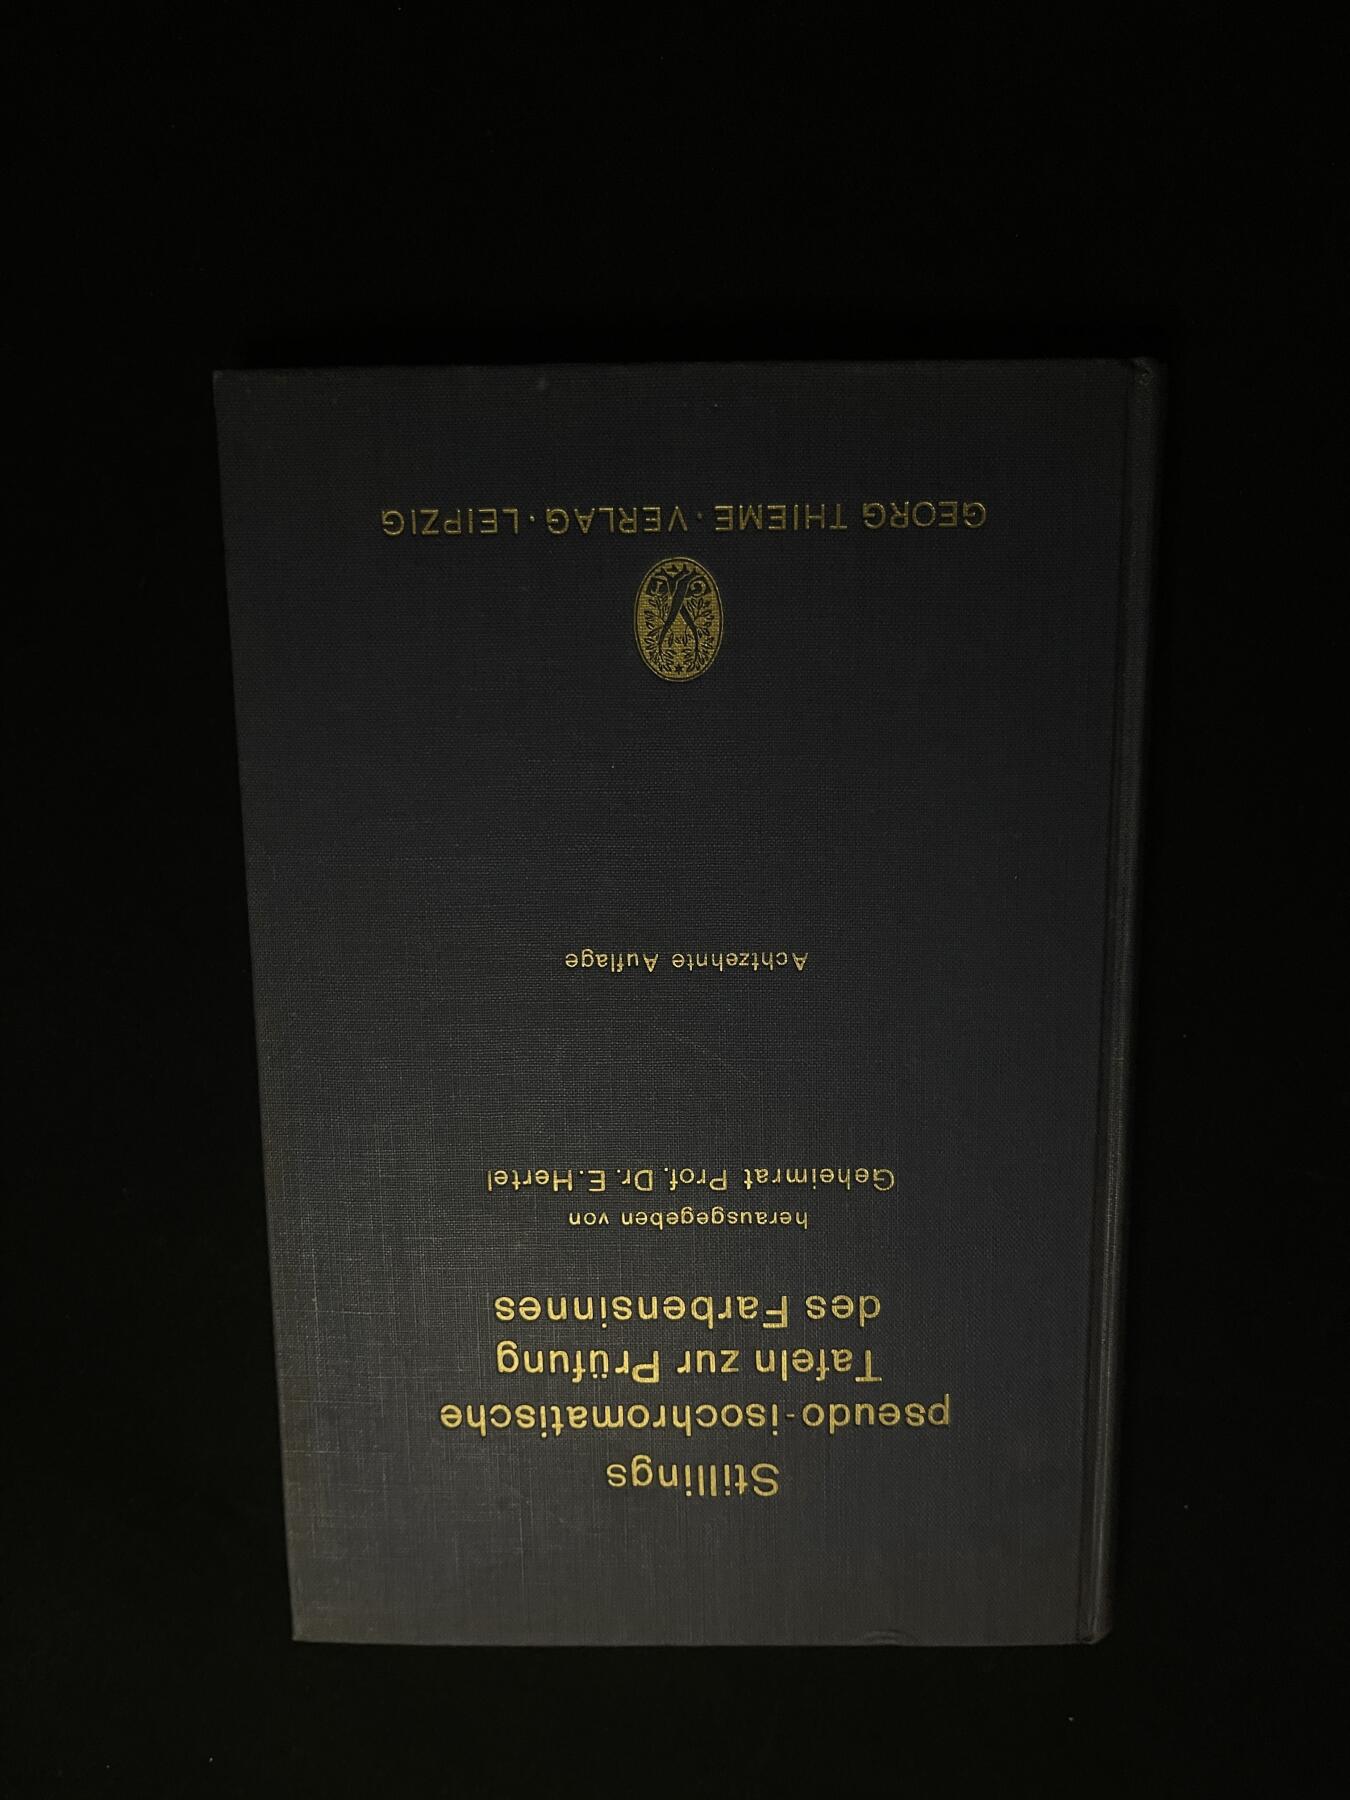 Stillings
pseudo-isochromatische
Tafeln zur Prüfung
des Farbensinnes
herausgegeben von
Geheimrat Prof. Dr. E. Hertel
Achtzehnte Auflage
G T
GEORG THIEME · VERLAG · LEIPZIG